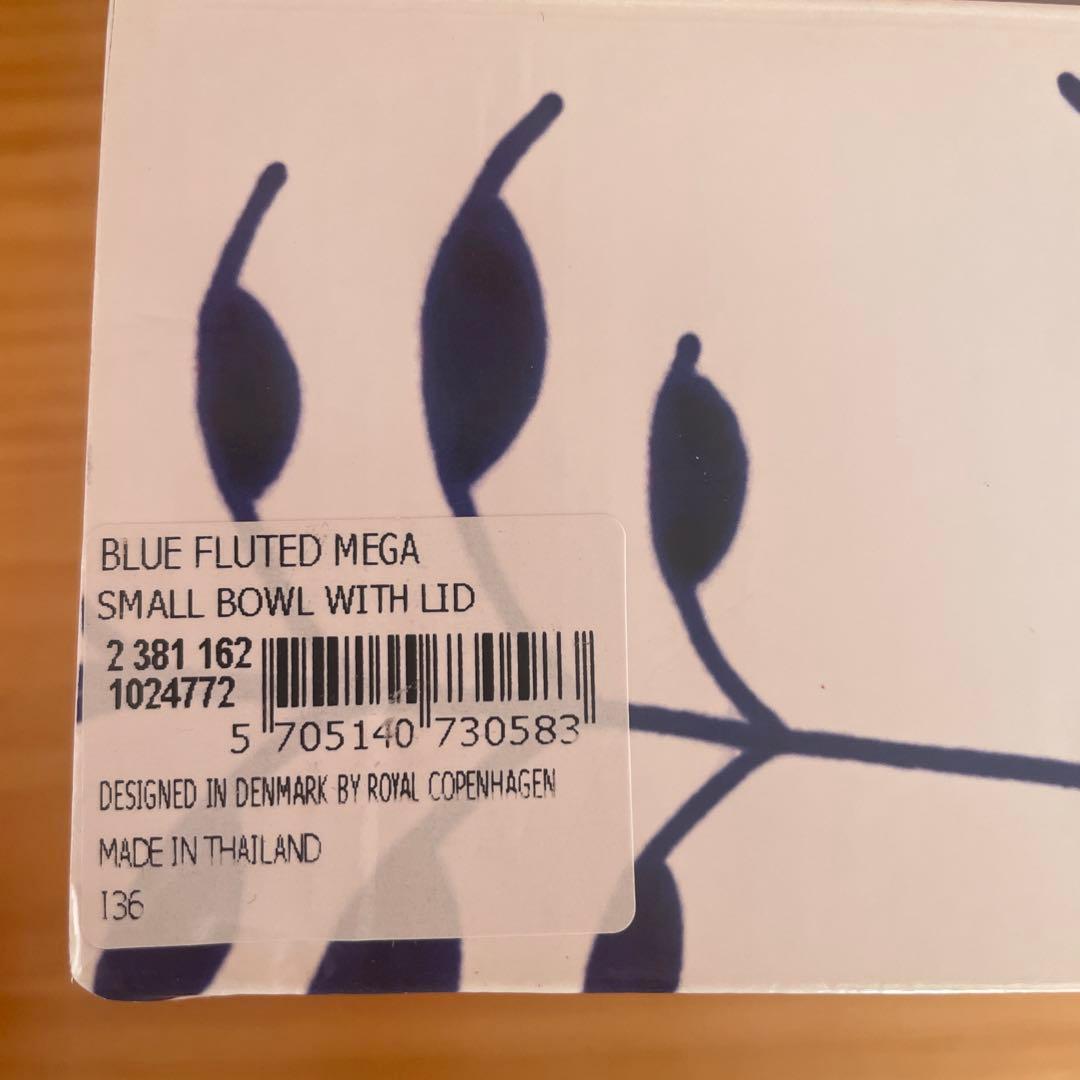 BLUE FLUTED MEGA
SMALL BOWL WITH LID
2 381 162
1024772
5 705140 730583
DESIGNED IN DENMARK BY ROYAL COPENHAGEN
MADE IN THAILAND
I36